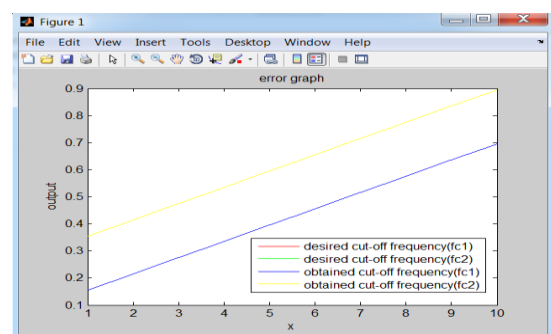 Figure 1
File Edit View Insert Tools Desktop Window Help
error graph
0.9
0.8
0.7
0.6
0.5
0.4
0.3
0.2
0.1
output
desired cut-off frequency(fc1)
desired cut-off frequency(fc2)
obtained cut-off frequency(fc1)
obtained cut-off frequency(fc2)
1 2 3 4 5 6 7 8 9 10
x